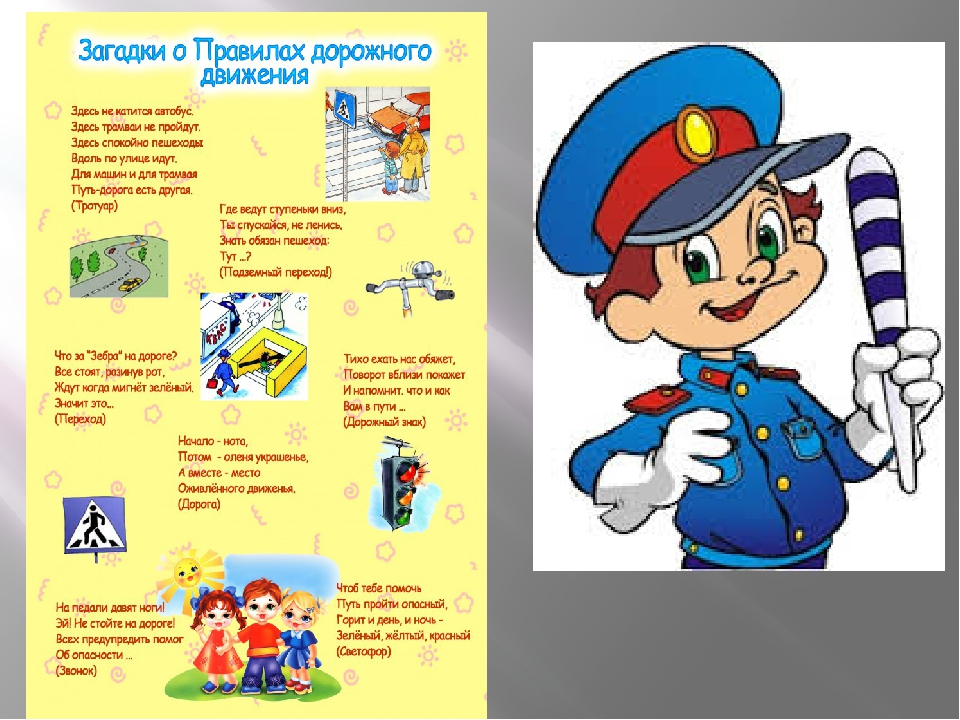 Загадки о Правилах дорожного
движения
Здесь не катится автобус.
Здесь трамваи не пройдут.
Здесь спокойно пешеходы
Вдоль по улице идут.
Для машин и для трамвая
Путь-дорога есть другая.
(Тротуар)
Где ведут ступеньки вниз,
Ты спускайся, не ленись.
Знать обязан пешеход:
Тут ...?
(Подземный переход!)
КВАС
Что за "Зебра" на дороге?
Все стоят, разинув рот,
Ждут когда мигнёт зелёный.
Значит это...
(Переход)
Тихо ехать нас обяжет,
Поворот вблизи покажет
И напомнит. что и как
Вам в пути ...
(Дорожный знак)
Начало - нота,
Потом - оленя украшенье,
А вместе - место
Оживлённого движенья.
(Дорога)
На педали давят ноги!
Эй! Не стойте на дороге!
Всех предупредить помог
Об опасности ...
(Звонок)
Чтоб тебе помочь
Путь пройти опасный,
Горит и день, и ночь -
Зелёный, жёлтый, красный
(Светофор)